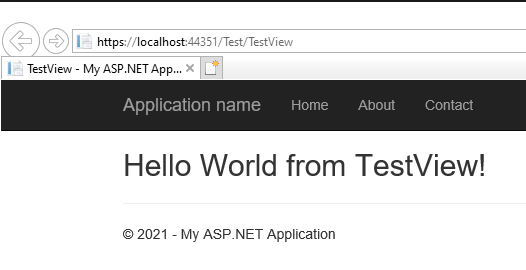 https://localhost:44351/Test/TestView
TestView - My ASP.NET App...
Application name Home About Contact
Hello World from TestView!
© 2021 - My ASP.NET Application